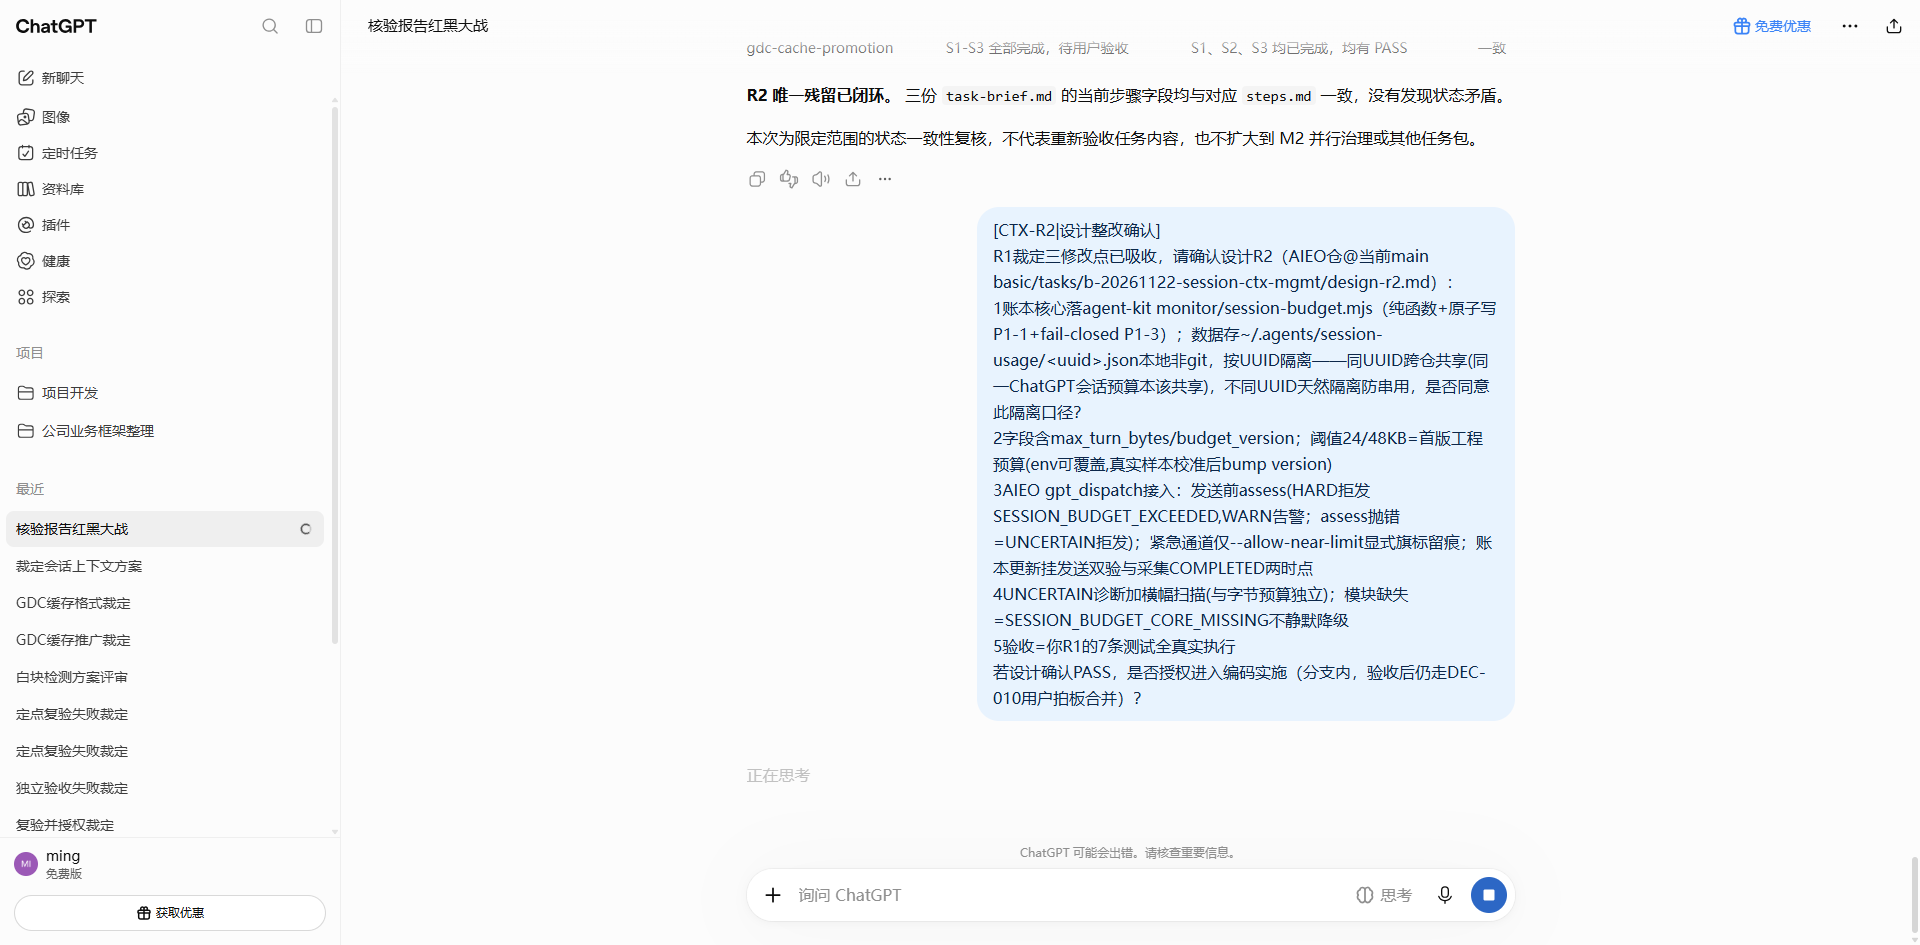 ChatGPT
新聊天
图像
定时任务
资料库
插件
健康
探索
项目
项目开发
公司业务框架整理
最近
核验报告红黑大战
裁定会话上下文方案
GDC缓存格式裁定
GDC缓存推广裁定
白块检测方案评审
定点复验失败裁定
定点复验失败裁定
独立验收失败裁定
复验并授权裁定
MI
ming
免费版
获取优惠
核验报告红黑大战
免费优惠
gdc-cache-promotion S1-S3 全部完成，待用户验收 S1、S2、S3 均已完成，均有 PASS 一致
R2 唯一残留已闭环。 三份 task-brief.md 的当前步骤字段均与对应 steps.md 一致，没有发现状态矛盾。
本次为限定范围的状态一致性复核，不代表重新验收任务内容，也不扩大到 M2 并行治理或其他任务包。
[CTX-R2|设计整改确认]
R1裁定三修改点已吸收，请确认设计R2（AIEO仓@当前main
basic/tasks/b-20261122-session-ctx-mgmt/design-r2.md）：
1账本核心落agent-kit monitor/session-budget.mjs（纯函数+原子写
P1-1+fail-closed P1-3）；数据存~/.agents/session-
usage/<uuid>.json本地非git，按UUID隔离——同UUID跨仓共享(同
一ChatGPT会话预算本该共享)，不同UUID天然隔离防串用，是否同意
此隔离口径？
2字段含max_turn_bytes/budget_version；阈值24/48KB=首版工程
预算(env可覆盖,真实样本校准后bump version)
3AIEO gpt_dispatch接入：发送前assess(HARD拒发
SESSION_BUDGET_EXCEEDED,WARN告警；assess抛错
=UNCERTAIN拒发)；紧急通道仅--allow-near-limit显式旗标留痕；账
本更新挂发送双验与采集COMPLETED两时点
4UNCERTAIN诊断加横幅扫描(与字节预算独立)；模块缺失
=SESSION_BUDGET_CORE_MISSING不静默降级
5验收=你R1的7条测试全真实执行
若设计确认PASS，是否授权进入编码实施（分支内，验收后仍走DEC-
010用户拍板合并）？
正在思考
ChatGPT 可能会出错。请核查重要信息。
询问 ChatGPT
思考